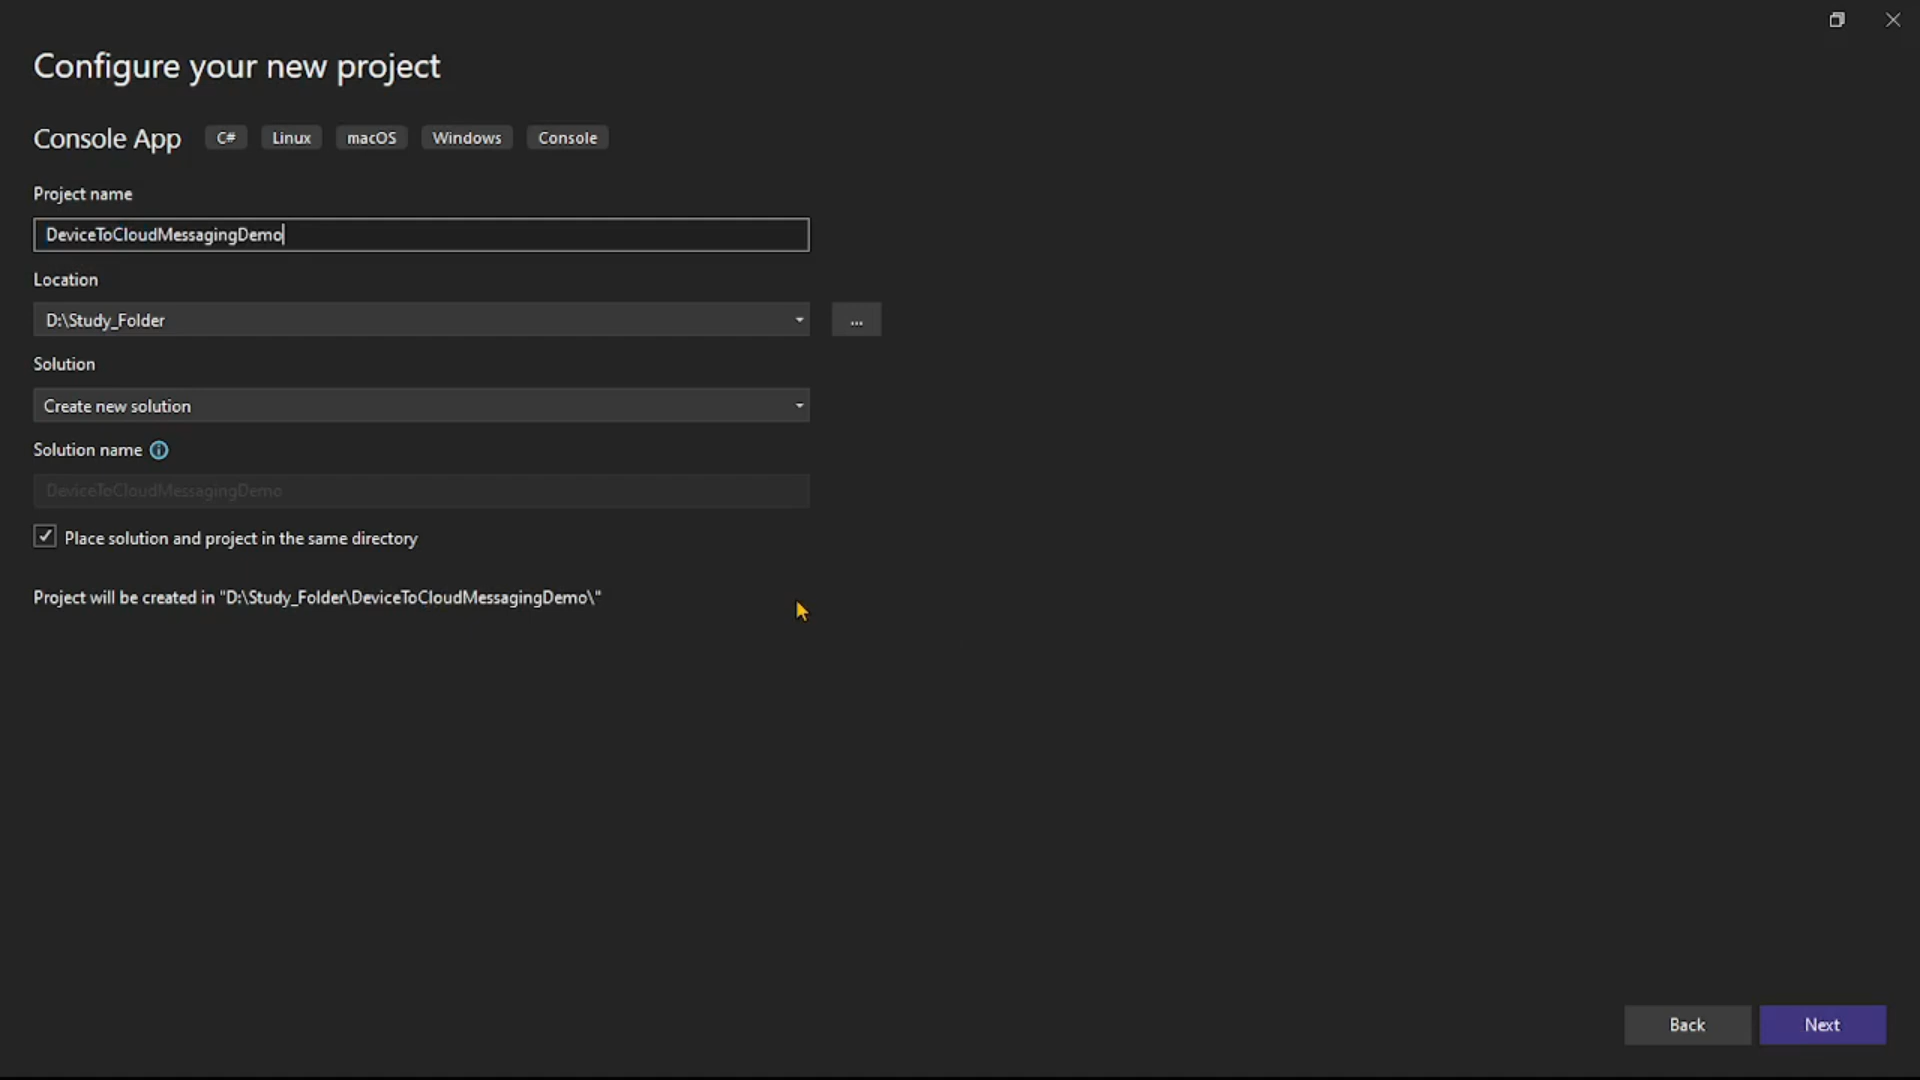 Configure your new project
Console App C# Linux macOS Windows Console
Project name
DeviceToCloudMessagingDemo
Location
D:\Study_Folder
...
Solution
Create new solution
Solution name
DeviceToCloudMessagingDemo
Place solution and project in the same directory
Project will be created in "D:\Study_Folder\DeviceToCloudMessagingDemo\"
Back Next